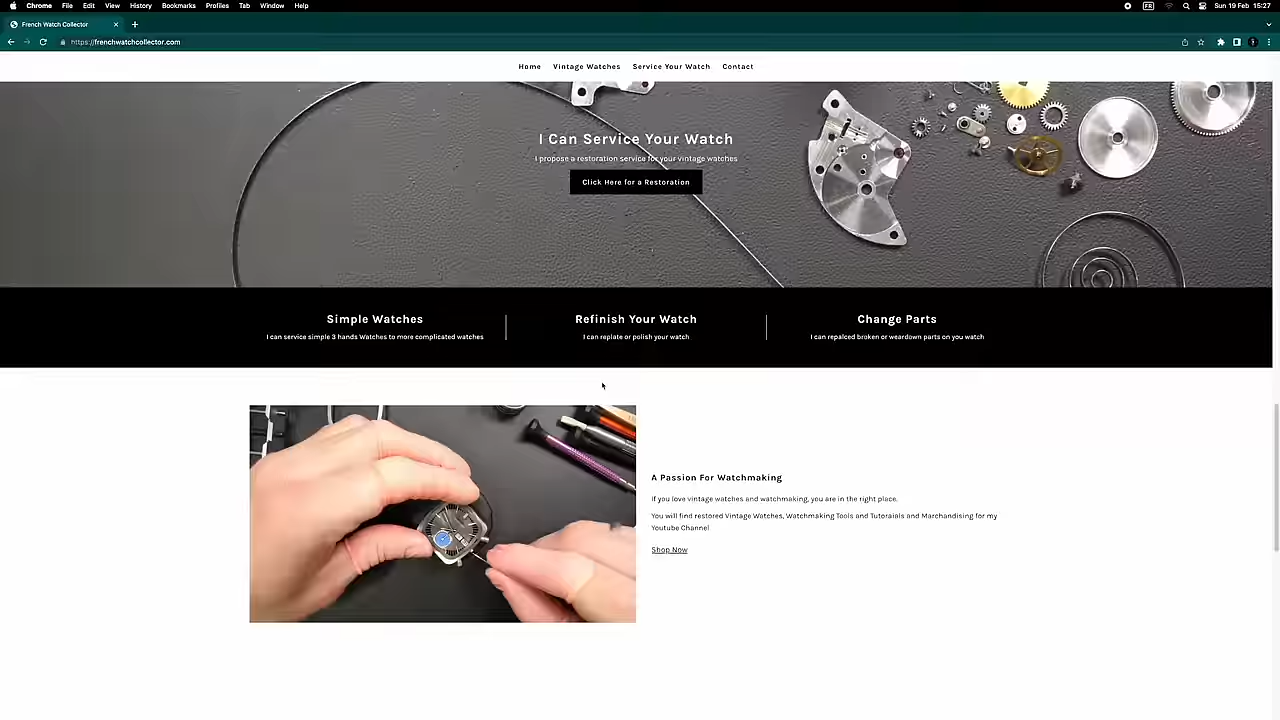 Chrome File Edit View History Bookmarks Profiles Tab Window Help FR Sun 19 Feb 15:27
French Watch Collector
https://frenchwatchcollector.com
Home Vintage Watches Service Your Watch Contact
I Can Service Your Watch
I propose a restoration service for your vintage watches
Click Here for a Restoration
Simple Watches
I can service simple 3 hands Watches to more complicated watches
Refinish Your Watch
I can replate or polish your watch
Change Parts
I can repalced broken or weardown parts on you watch
A Passion For Watchmaking
If you love vintage watches and watchmaking, you are in the right place.
You will find restored Vintage Watches, Watchmaking Tools and Tutoraials and Marchandising for my
Youtube Channel
Shop Now